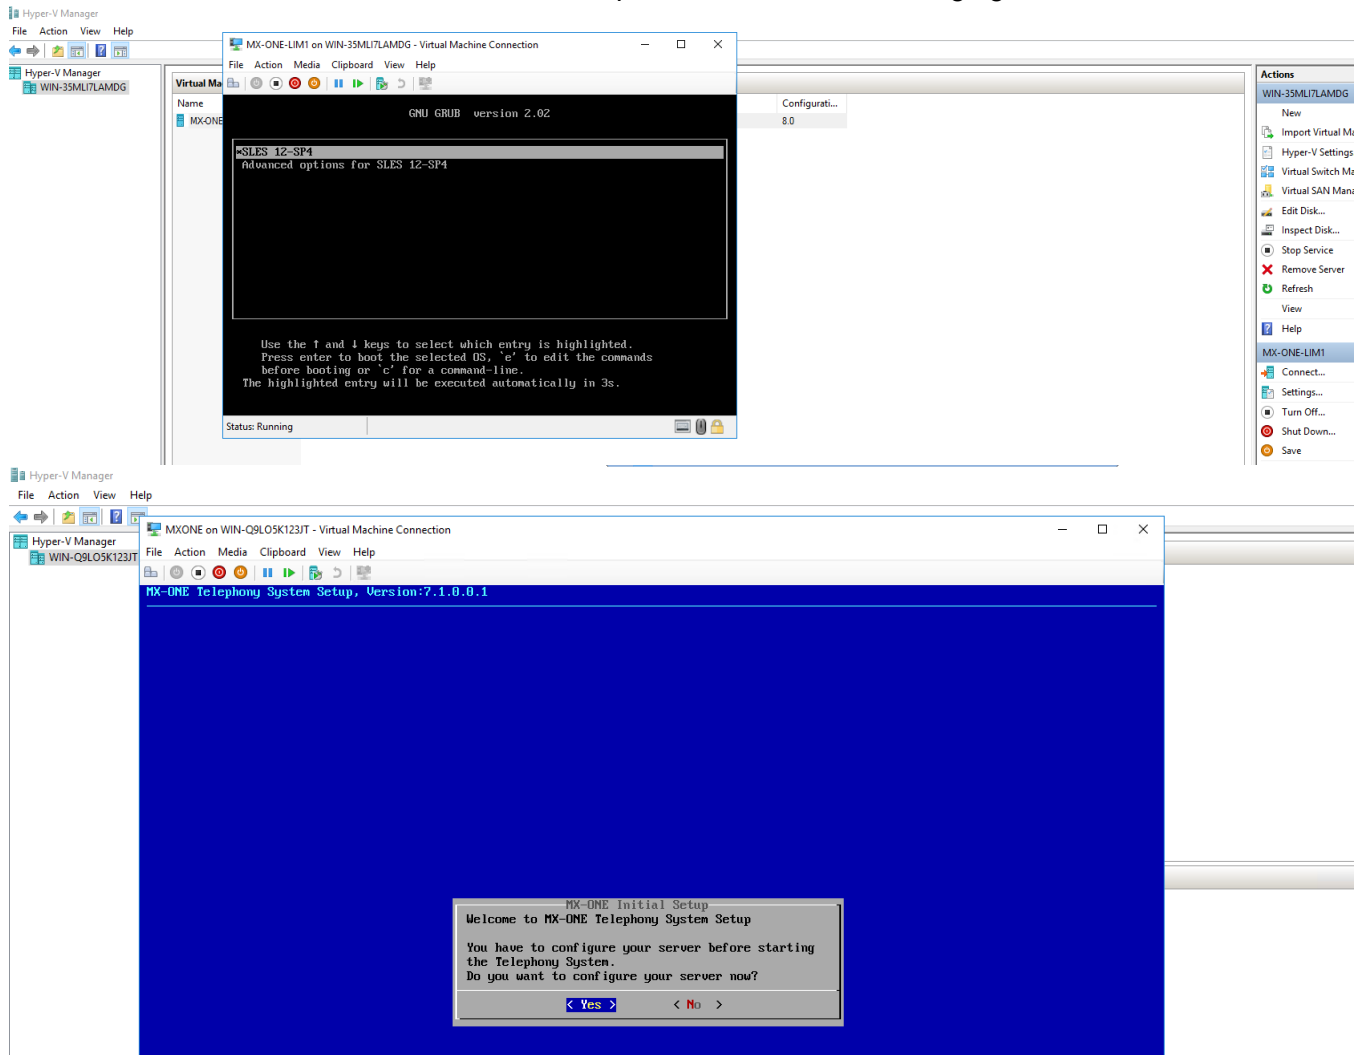 Hyper-V Manager
File Action View Help
MX-ONE-LIM1 on WIN-35MLI7LAMDG - Virtual Machine Connection
File Action Media Clipboard View Help
Hyper-V Manager
WIN-35MLI7LAMDG
Virtual Ma
Name
Configurati...
MX-ONE
8.0
GNU GRUB version 2.02
*SLES 12-SP4
Advanced options for SLES 12-SP4
Use the ↑ and ↓ keys to select which entry is highlighted.
Press enter to boot the selected OS, `e' to edit the commands
before booting or `c' for a command-line.
The highlighted entry will be executed automatically in 3s.
Status: Running
Actions
WIN-35MLI7LAMDG
New
Import Virtual Ma
Hyper-V Settings
Virtual Switch Ma
Virtual SAN Mana
Edit Disk...
Inspect Disk...
Stop Service
Remove Server
Refresh
View
Help
MX-ONE-LIM1
Connect...
Settings...
Turn Off...
Shut Down...
Save
Hyper-V Manager
File Action View Help
MXONE on WIN-Q9LO5K123JT - Virtual Machine Connection
File Action Media Clipboard View Help
Hyper-V Manager
WIN-Q9LO5K123JT
MX-ONE Telephony System Setup, Version:7.1.0.0.1
MX-ONE Initial Setup
Welcome to MX-ONE Telephony System Setup
You have to configure your server before starting
the Telephony System.
Do you want to configure your server now?
< Yes > < No >